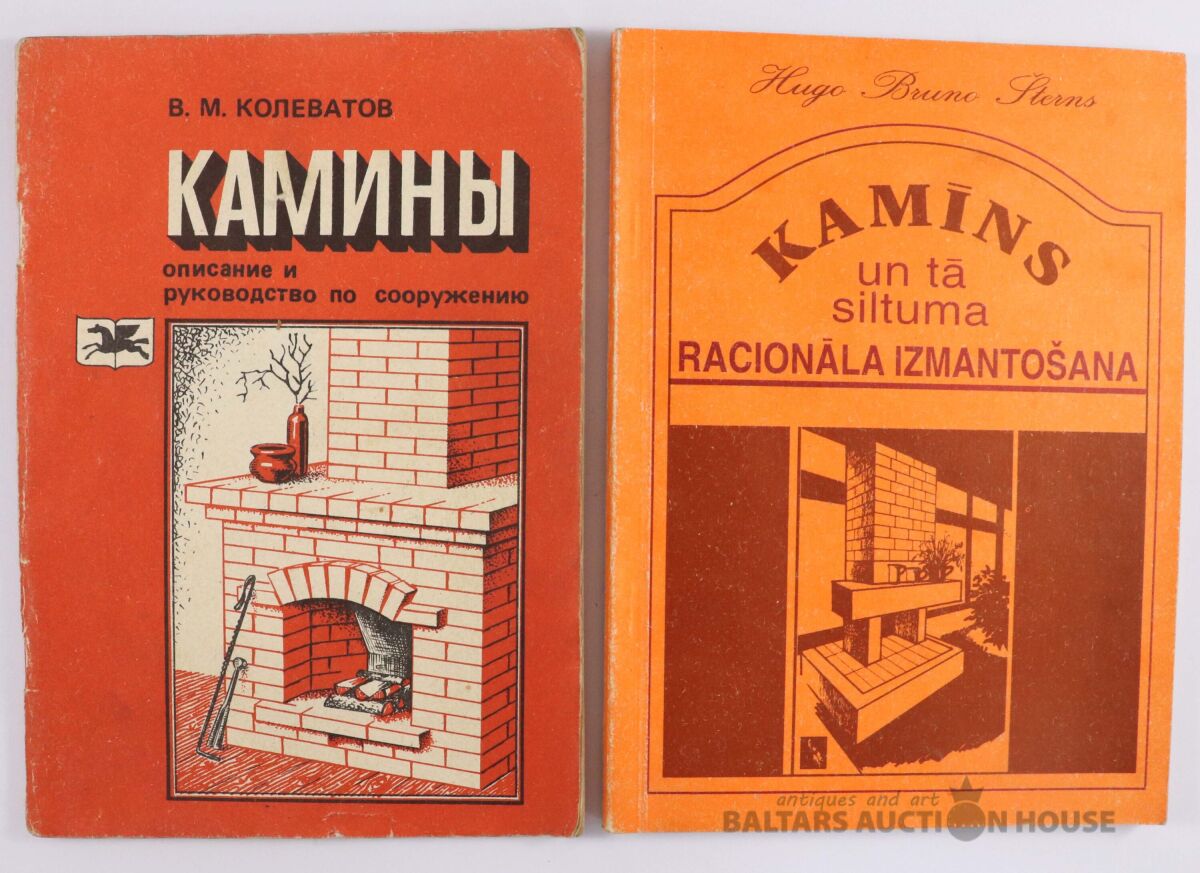 В. М. КОЛЕВАТОВ
КАМИНЫ
описание и
руководство по сооружению
Hugo Bruno Šterns
KAMĪNS
un tā
siltuma
RACIONĀLA IZMANTOŠANA
antiques and art
BALTARS AUCTION HOUSE